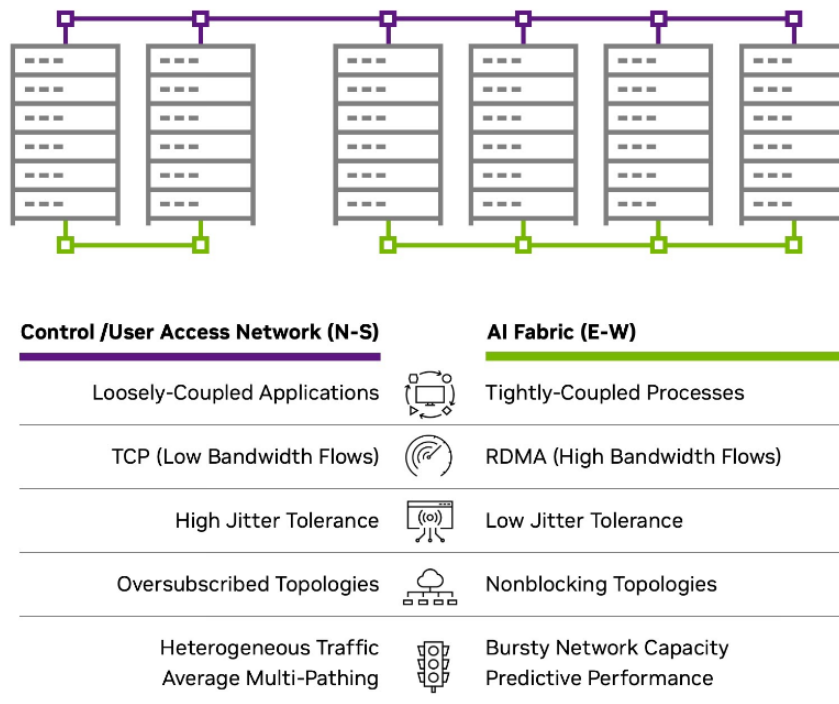 Control /User Access Network (N-S)
AI Fabric (E-W)
Loosely-Coupled Applications
Tightly-Coupled Processes
TCP (Low Bandwidth Flows)
RDMA (High Bandwidth Flows)
High Jitter Tolerance
Low Jitter Tolerance
Oversubscribed Topologies
Nonblocking Topologies
Heterogeneous Traffic
Average Multi-Pathing
Bursty Network Capacity
Predictive Performance